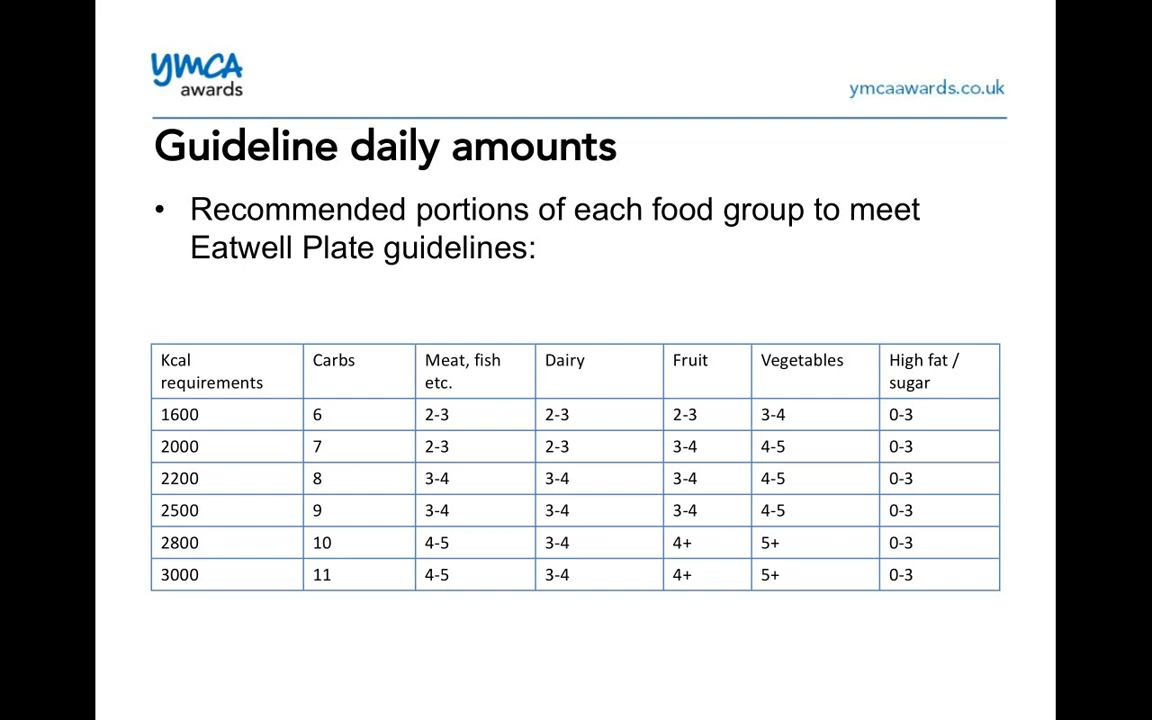 ymca
awards
ymcaawards.co.uk
Guideline daily amounts
• Recommended portions of each food group to meet
Eatwell Plate guidelines:
Kcal requirements Carbs Meat, fish etc. Dairy Fruit Vegetables High fat / sugar
1600 6 2-3 2-3 2-3 3-4 0-3
2000 7 2-3 2-3 3-4 4-5 0-3
2200 8 3-4 3-4 3-4 4-5 0-3
2500 9 3-4 3-4 3-4 4-5 0-3
2800 10 4-5 3-4 4+ 5+ 0-3
3000 11 4-5 3-4 4+ 5+ 0-3